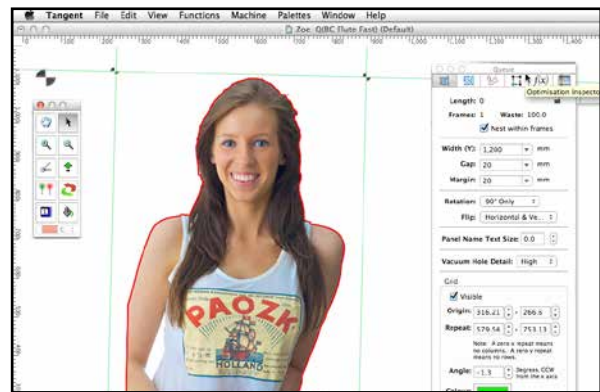 Tangent File Edit View Functions Machine Palettes Window Help
Zoe Q(BC Flute Fast) (Default)
Queue
Optimisation Inspecto
Length: 0
Frames: 1 Waste: 100.0
Nest within frames
Width (Y): 1,200 mm
Gap: 20 mm
Margin: 20 mm
Rotation: 90° Only
Flip: Horizontal & Ve...
Panel Name Text Size: 0.0
Vacuum Hole Detail: High
Grid
Visible
Origin: 316.21 266.6
Repeat: 579.54 753.13
Note: A zero x repeat means
no columns. A zero y repeat
means no rows.
Angle: -1.3 Degrees, CCW
from the x axis
Colour:
PAOZK
HOLLAND